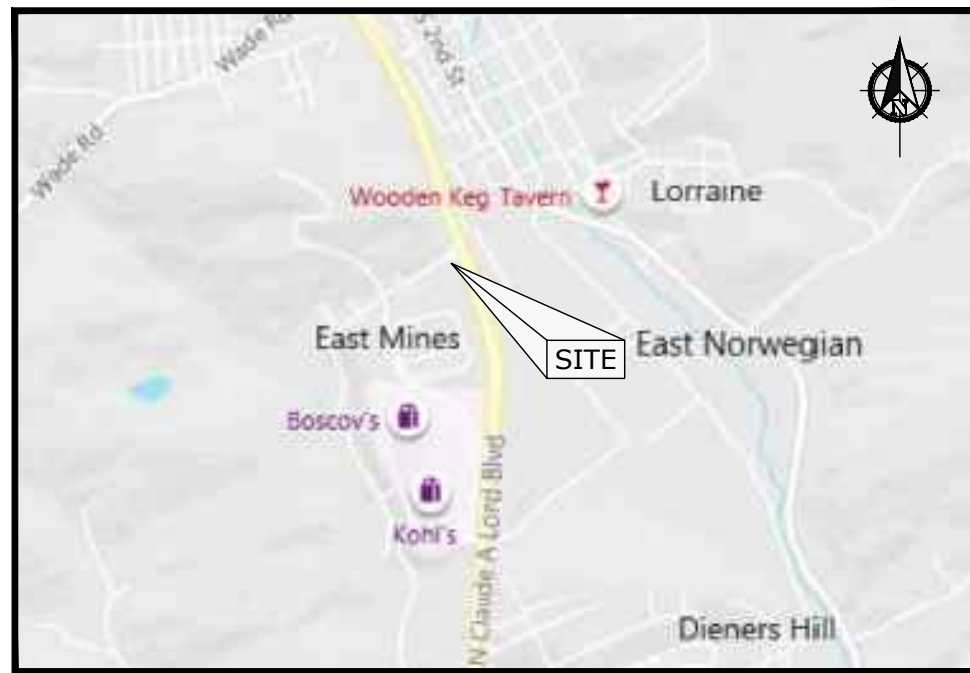 Wade Rd
S 2nd St
N
Wade Rd
Wooden Keg Tavern
Lorraine
East Mines
SITE
East Norwegian
Boscov's
Kohl's
N Claude A Lord Blvd
Dieners Hill